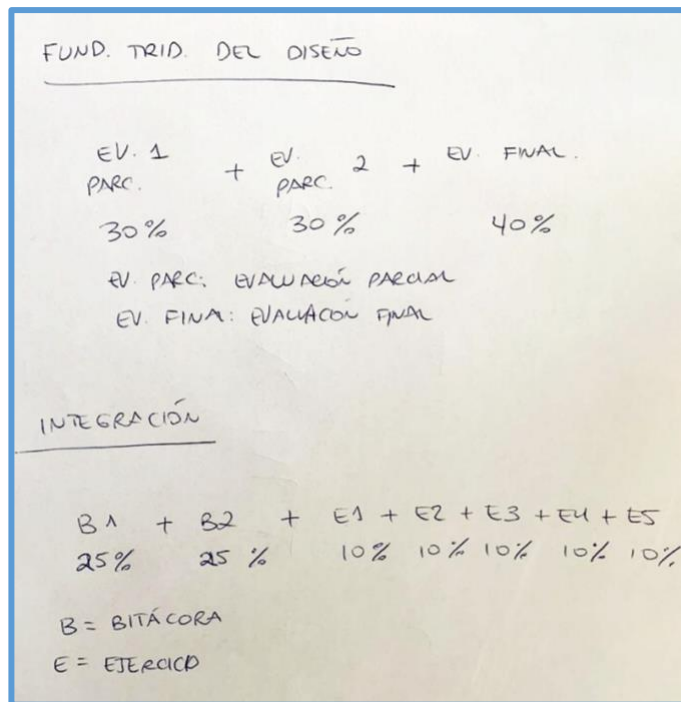 FUND. TRID. DEL DISEÑO
EV. 1 PARC. + EV. PARC. 2 + EV. FINAL.
30% 30% 40%
EV. PARC: EVALUACIÓN PARCIAL
EV. FINAL: EVALUACIÓN FINAL
INTEGRACIÓN
B1 + B2 + E1 + E2 + E3 + E4 + E5
25% 25% 10% 10% 10% 10% 10%
B = BITÁCORA
E = EJERCICIO